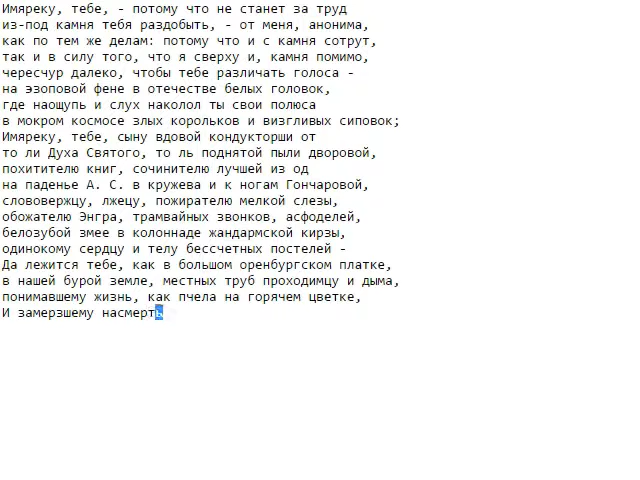 Имяреку, тебе, - потому что не станет за труд
из-под камня тебя раздобыть, - от меня, анонима,
как по тем же делам: потому что и с камня сотрут,
так и в силу того, что я сверху и, камня помимо,
чересчур далеко, чтобы тебе различать голоса -
на эзоповой фене в отечестве белых головок,
где наощупь и слух наколол ты свои полюса
в мокром космосе злых корольков и визгливых сиповок;
Имяреку, тебе, сыну вдовой кондукторши от
то ли Духа Святого, то ль поднятой пыли дворовой,
похитителю книг, сочинителю лучшей из од
на паденье А. С. в кружева и к ногам Гончаровой,
слововержцу, лжецу, пожирателю мелкой слезы,
обожателю Энгра, трамвайных звонков, асфоделей,
белозубой змее в колоннаде жандармской кирзы,
одинокому сердцу и телу бессчетных постелей -
Да лежится тебе, как в большом оренбургском платке,
в нашей бурой земле, местных труб проходимцу и дыма,
понимавшему жизнь, как пчела на горячем цветке,
И замерзшему насмерть